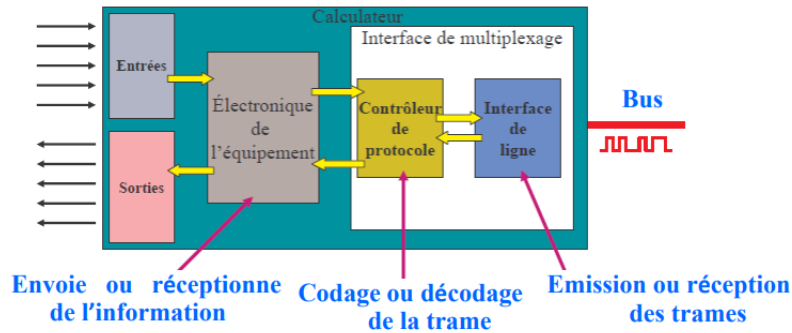 Calculateur
Interface de multiplexage
Entrées
Électronique
de
l'équipement
Contrôleur
de
protocole
Interface
de
ligne
Bus
Sorties
Envoie ou réceptionne
de l'information
Codage ou décodage
de la trame
Emission ou réception
des trames